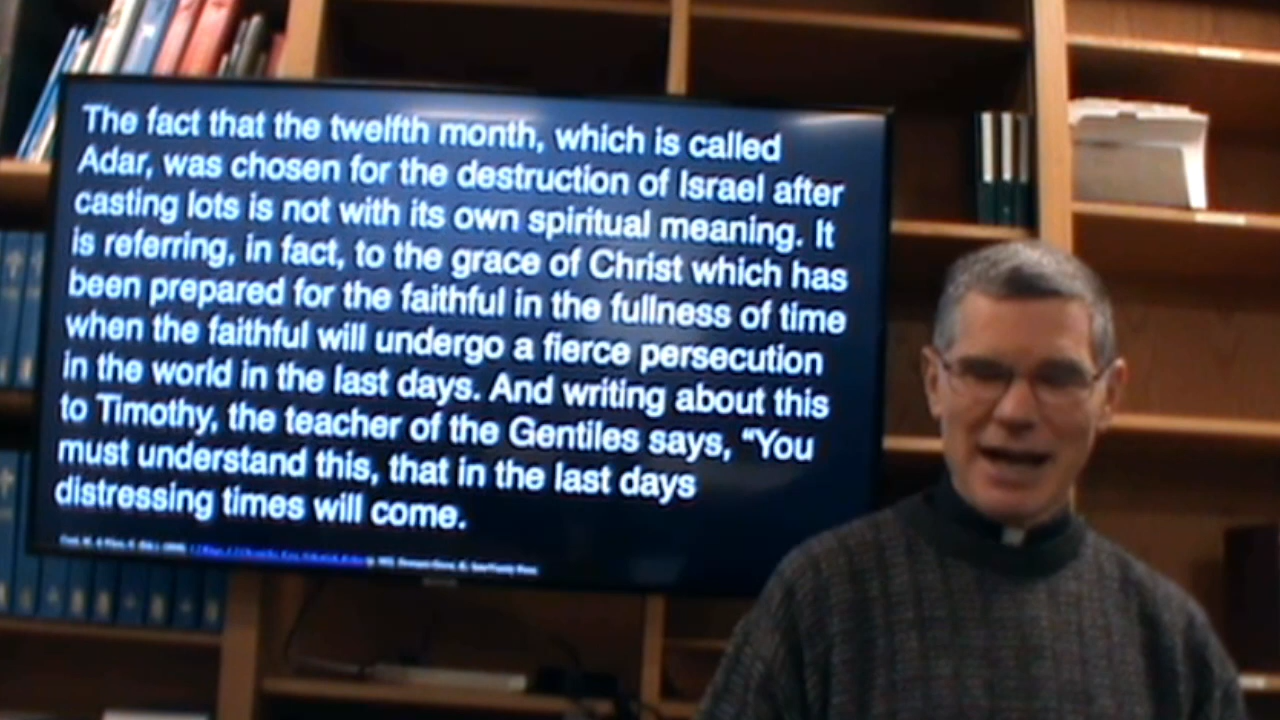 The fact that the twelfth month, which is called
Adar, was chosen for the destruction of Israel after
casting lots is not with its own spiritual meaning. It
is referring, in fact, to the grace of Christ which has
been prepared for the faithful in the fullness of time
when the faithful will undergo a fierce persecution
in the world in the last days. And writing about this
to Timothy, the teacher of the Gentiles says, “You
must understand this, that in the last days
distressing times will come.